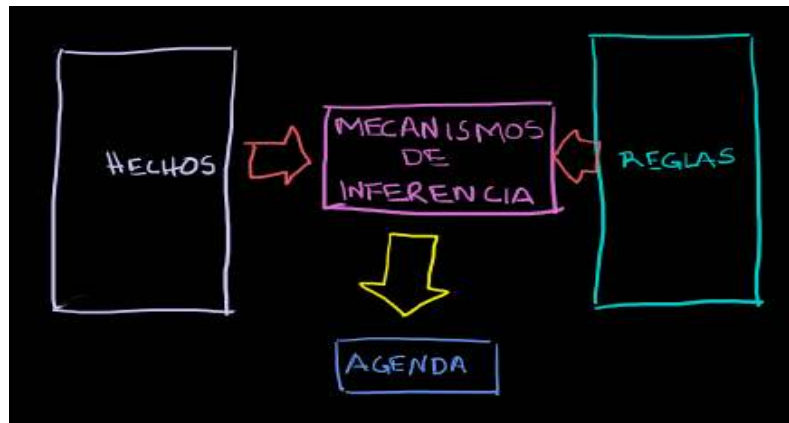 HECHOS
MECANISMOS
DE
INFERENCIA
REGLAS
AGENDA